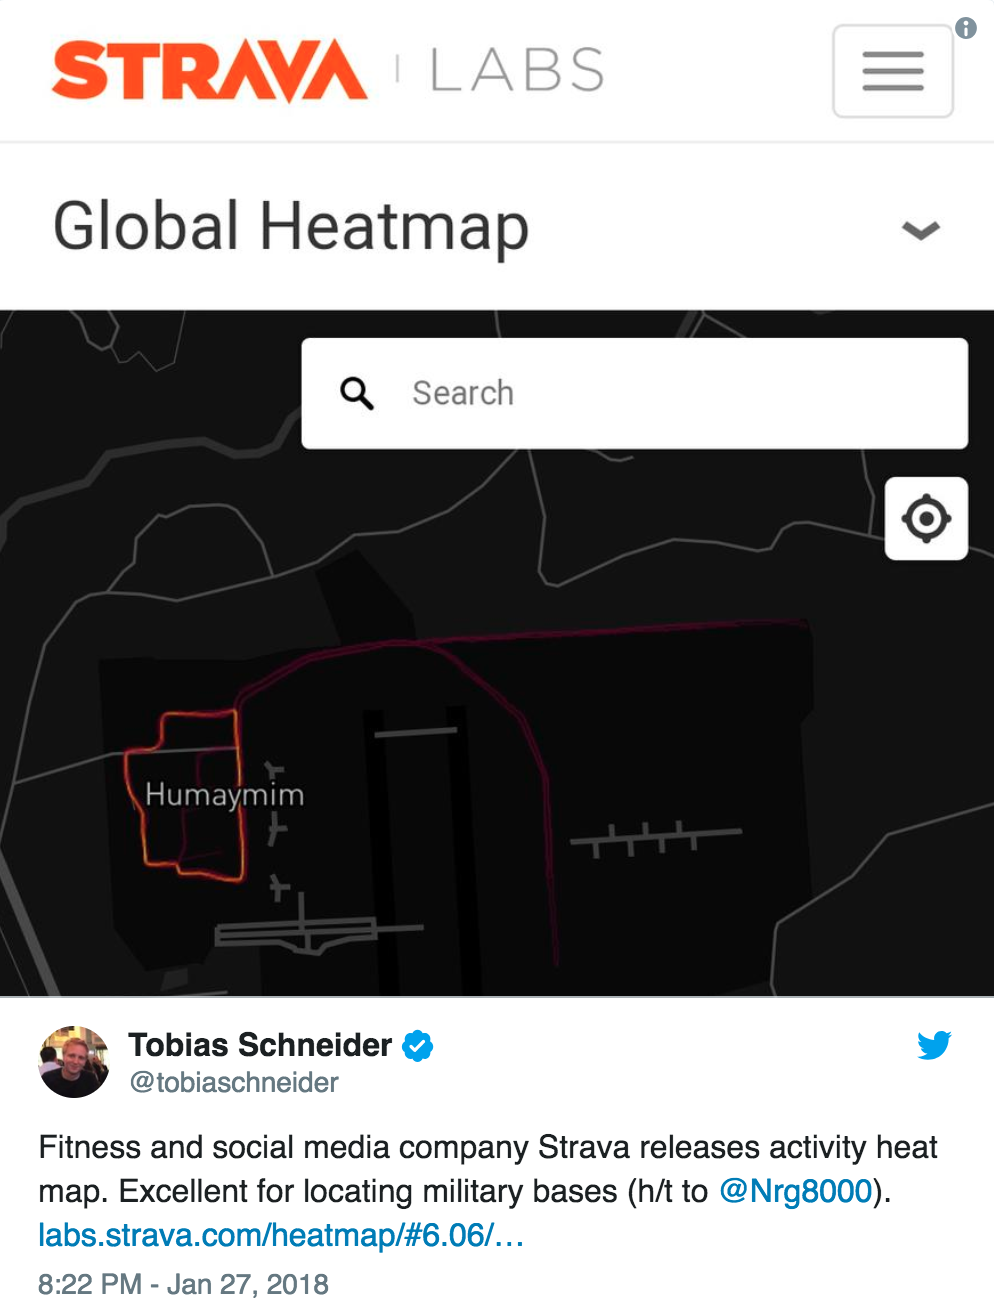 STRAVA | LABS
Global Heatmap
Search
Humaymim
Tobias Schneider
@tobiaschneider
Fitness and social media company Strava releases activity heat
map. Excellent for locating military bases (h/t to @Nrg8000).
labs.strava.com/heatmap/#6.06/…
8:22 PM - Jan 27, 2018